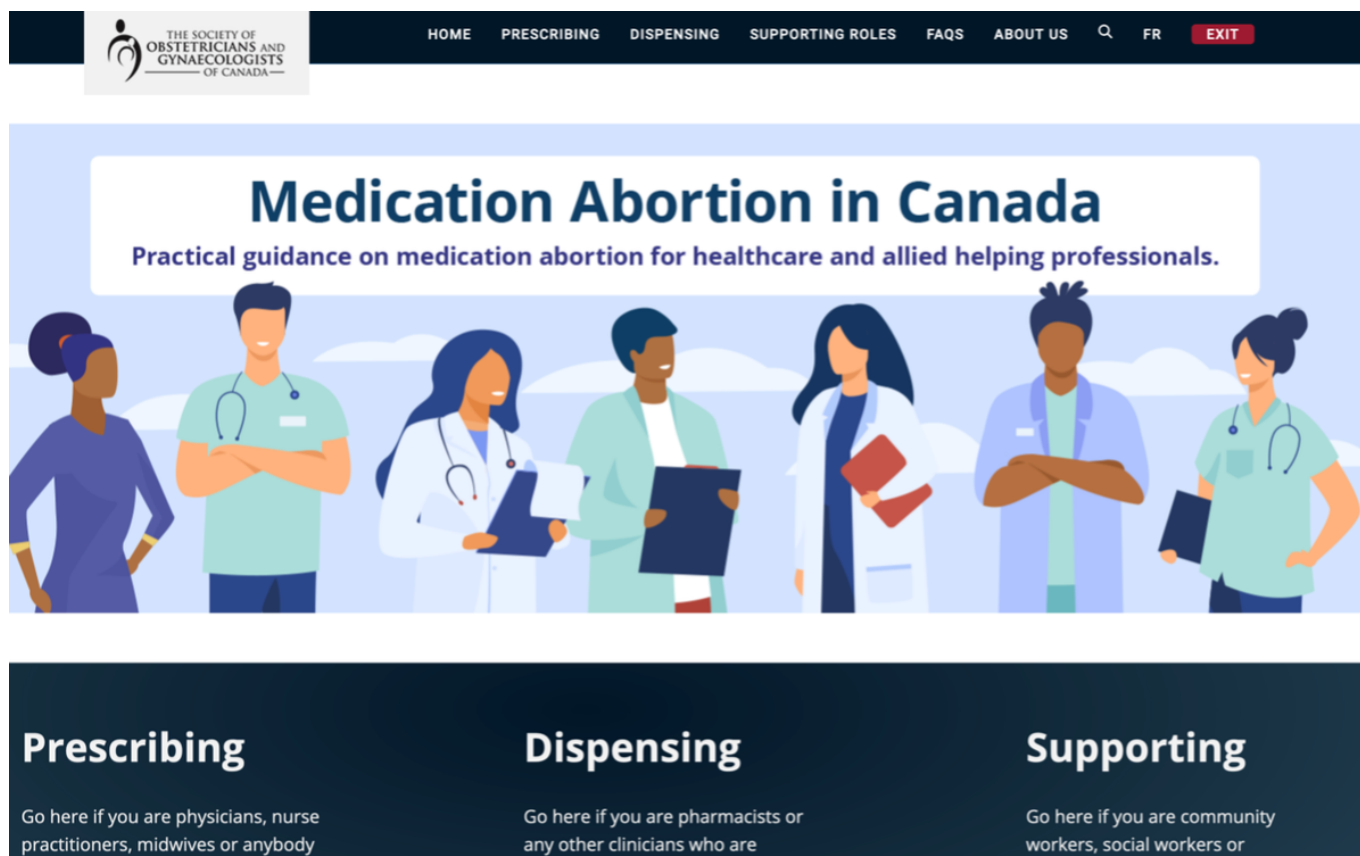 THE SOCIETY OF
OBSTETRICIANS AND
GYNAECOLOGISTS
OF CANADA
HOME PRESCRIBING DISPENSING SUPPORTING ROLES FAQS ABOUT US FR EXIT
Medication Abortion in Canada
Practical guidance on medication abortion for healthcare and allied helping professionals.
Prescribing
Go here if you are physicians, nurse
practitioners, midwives or anybody
Dispensing
Go here if you are pharmacists or
any other clinicians who are
Supporting
Go here if you are community
workers, social workers or